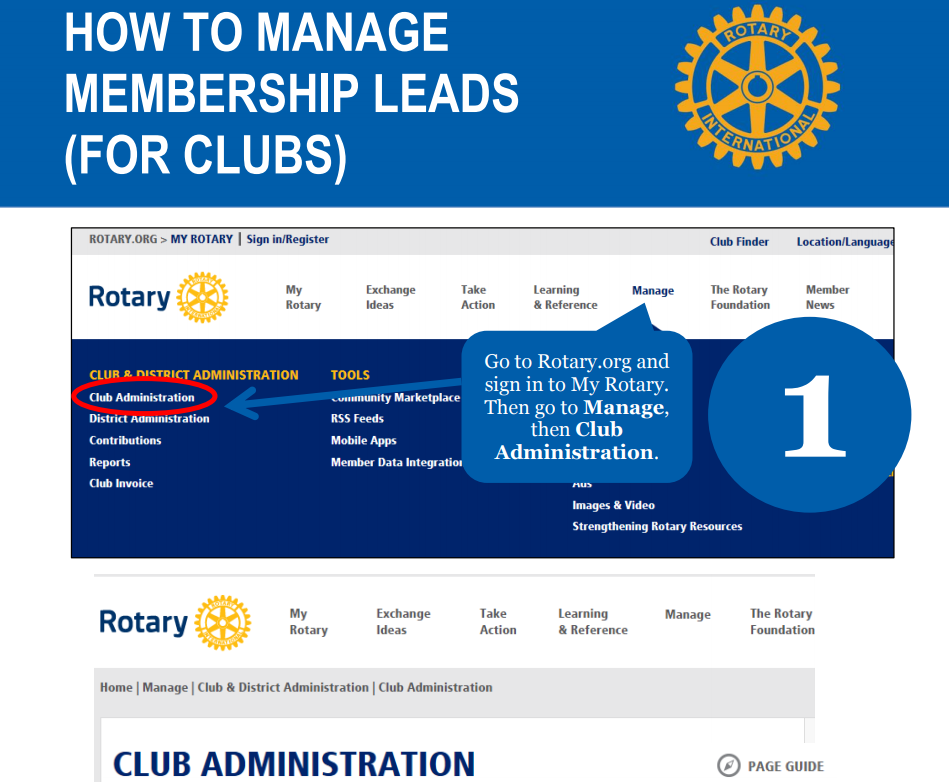 HOW TO MANAGE
MEMBERSHIP LEADS
(FOR CLUBS)
ROTARY
INTERNATIONAL
ROTARY.ORG > MY ROTARY | Sign in/Register
Club Finder
Location/Language
Rotary
My
Rotary
Exchange
Ideas
Take
Action
Learning
& Reference
Manage
The Rotary
Foundation
Member
News
CLUB & DISTRICT ADMINISTRATION
Club Administration
District Administration
Contributions
Reports
Club Invoice
TOOLS
Community Marketplace
RSS Feeds
Mobile Apps
Member Data Integration
Go to Rotary.org and
sign in to My Rotary.
Then go to Manage,
then Club
Administration.
1
Ads
Images & Video
Strengthening Rotary Resources
Rotary
My
Rotary
Exchange
Ideas
Take
Action
Learning
& Reference
Manage
The Rotary
Foundation
Home | Manage | Club & District Administration | Club Administration
CLUB ADMINISTRATION
PAGE GUIDE